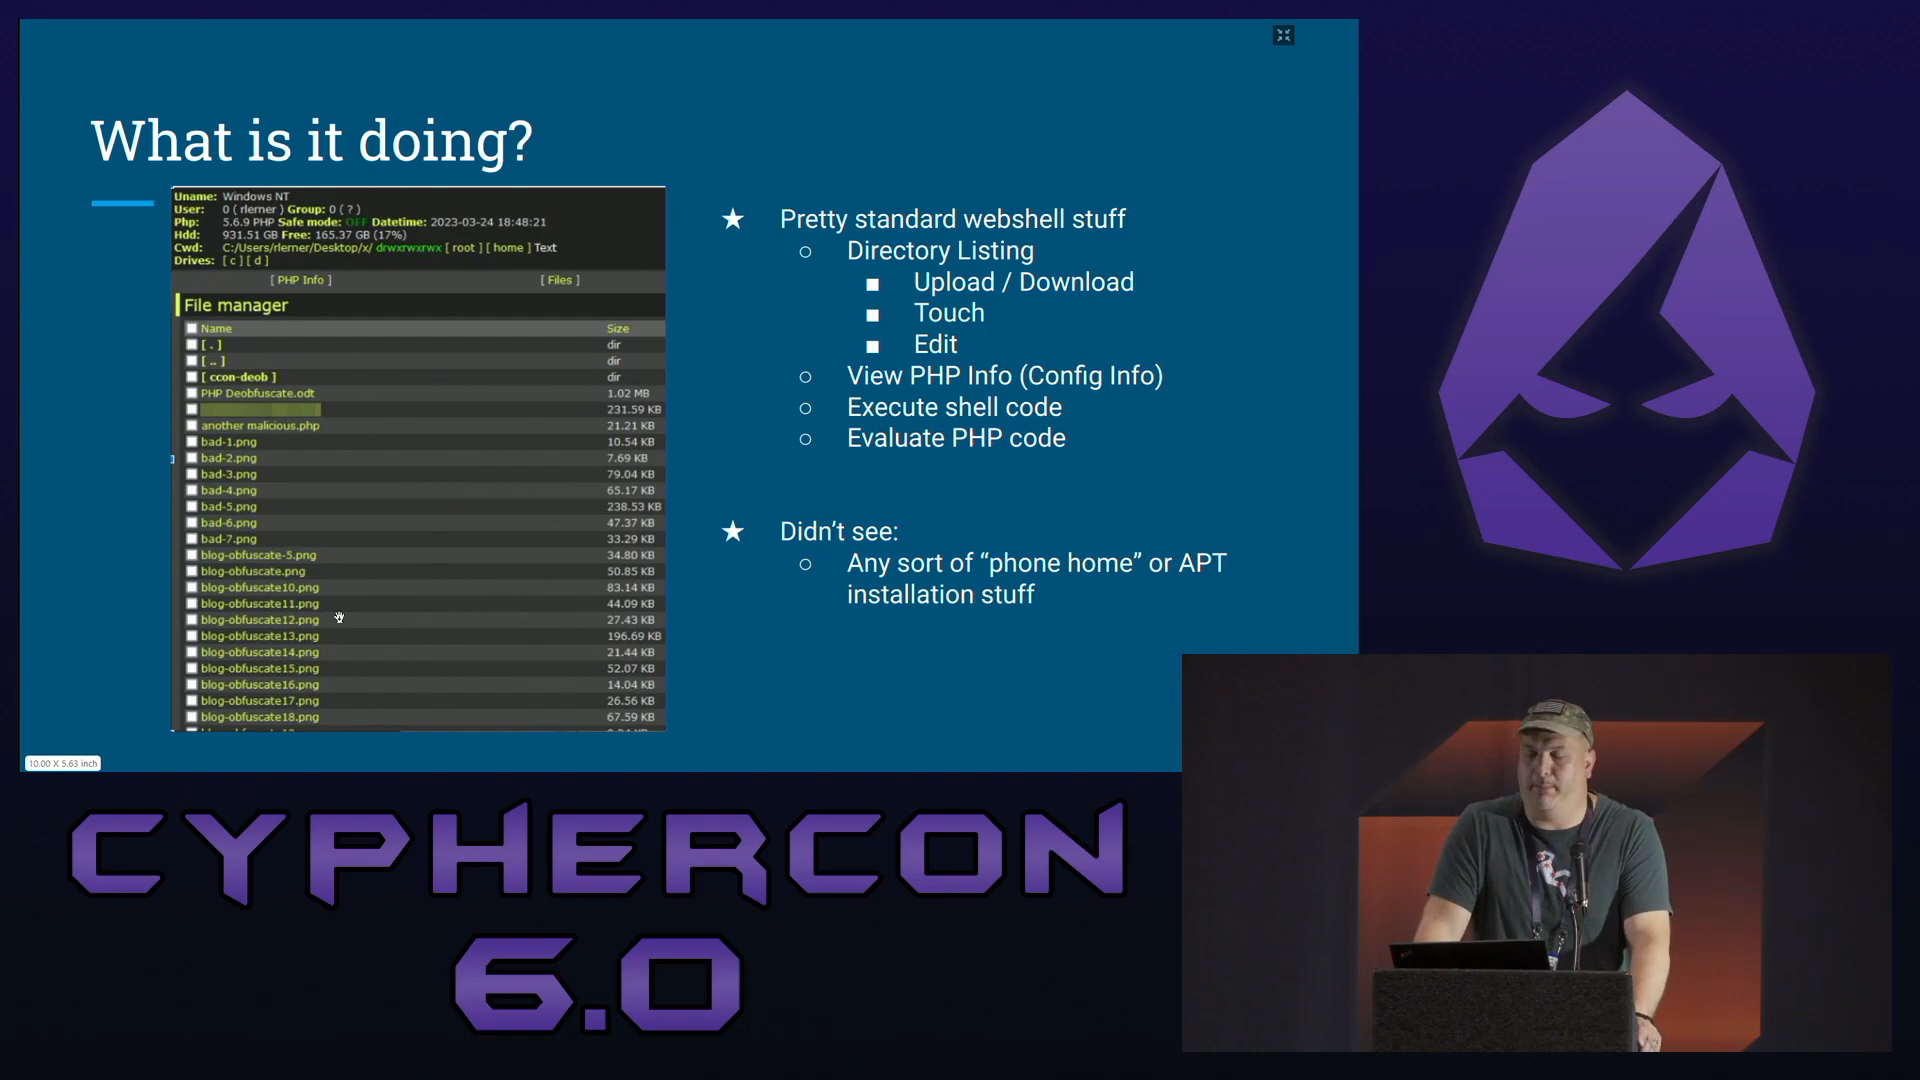 What is it doing?
Uname: Windows NT
User: 0 ( rlerner ) Group: 0 ( ? )
Php: 5.6.9 PHP Safe mode: OFF Datetime: 2023-03-24 18:48:21
Hdd: 931.51 GB Free: 165.37 GB (17%)
Cwd: C:/Users/rlerner/Desktop/x/ drwxrwxrwx [ root ] [ home ] Text
Drives: [ c ] [ d ]
[ PHP Info ] [ Files ]
File manager
Name Size
[ . ] dir
[ .. ] dir
[ ccon-deob ] dir
PHP Deobfuscate.odt 1.02 MB
231.59 KB
another malicious.php 21.21 KB
bad-1.png 10.54 KB
bad-2.png 7.69 KB
bad-3.png 79.04 KB
bad-4.png 65.17 KB
bad-5.png 238.53 KB
bad-6.png 47.37 KB
bad-7.png 33.29 KB
blog-obfuscate-5.png 34.80 KB
blog-obfuscate.png 50.85 KB
blog-obfuscate10.png 83.14 KB
blog-obfuscate11.png 44.09 KB
blog-obfuscate12.png 27.43 KB
blog-obfuscate13.png 196.69 KB
blog-obfuscate14.png 21.44 KB
blog-obfuscate15.png 52.07 KB
blog-obfuscate16.png 14.04 KB
blog-obfuscate17.png 26.56 KB
blog-obfuscate18.png 67.59 KB
★ Pretty standard webshell stuff
○ Directory Listing
■ Upload / Download
■ Touch
■ Edit
○ View PHP Info (Config Info)
○ Execute shell code
○ Evaluate PHP code
★ Didn’t see:
○ Any sort of “phone home” or APT
installation stuff
10.00 X 5.63 inch
CYPHERCON
6.0